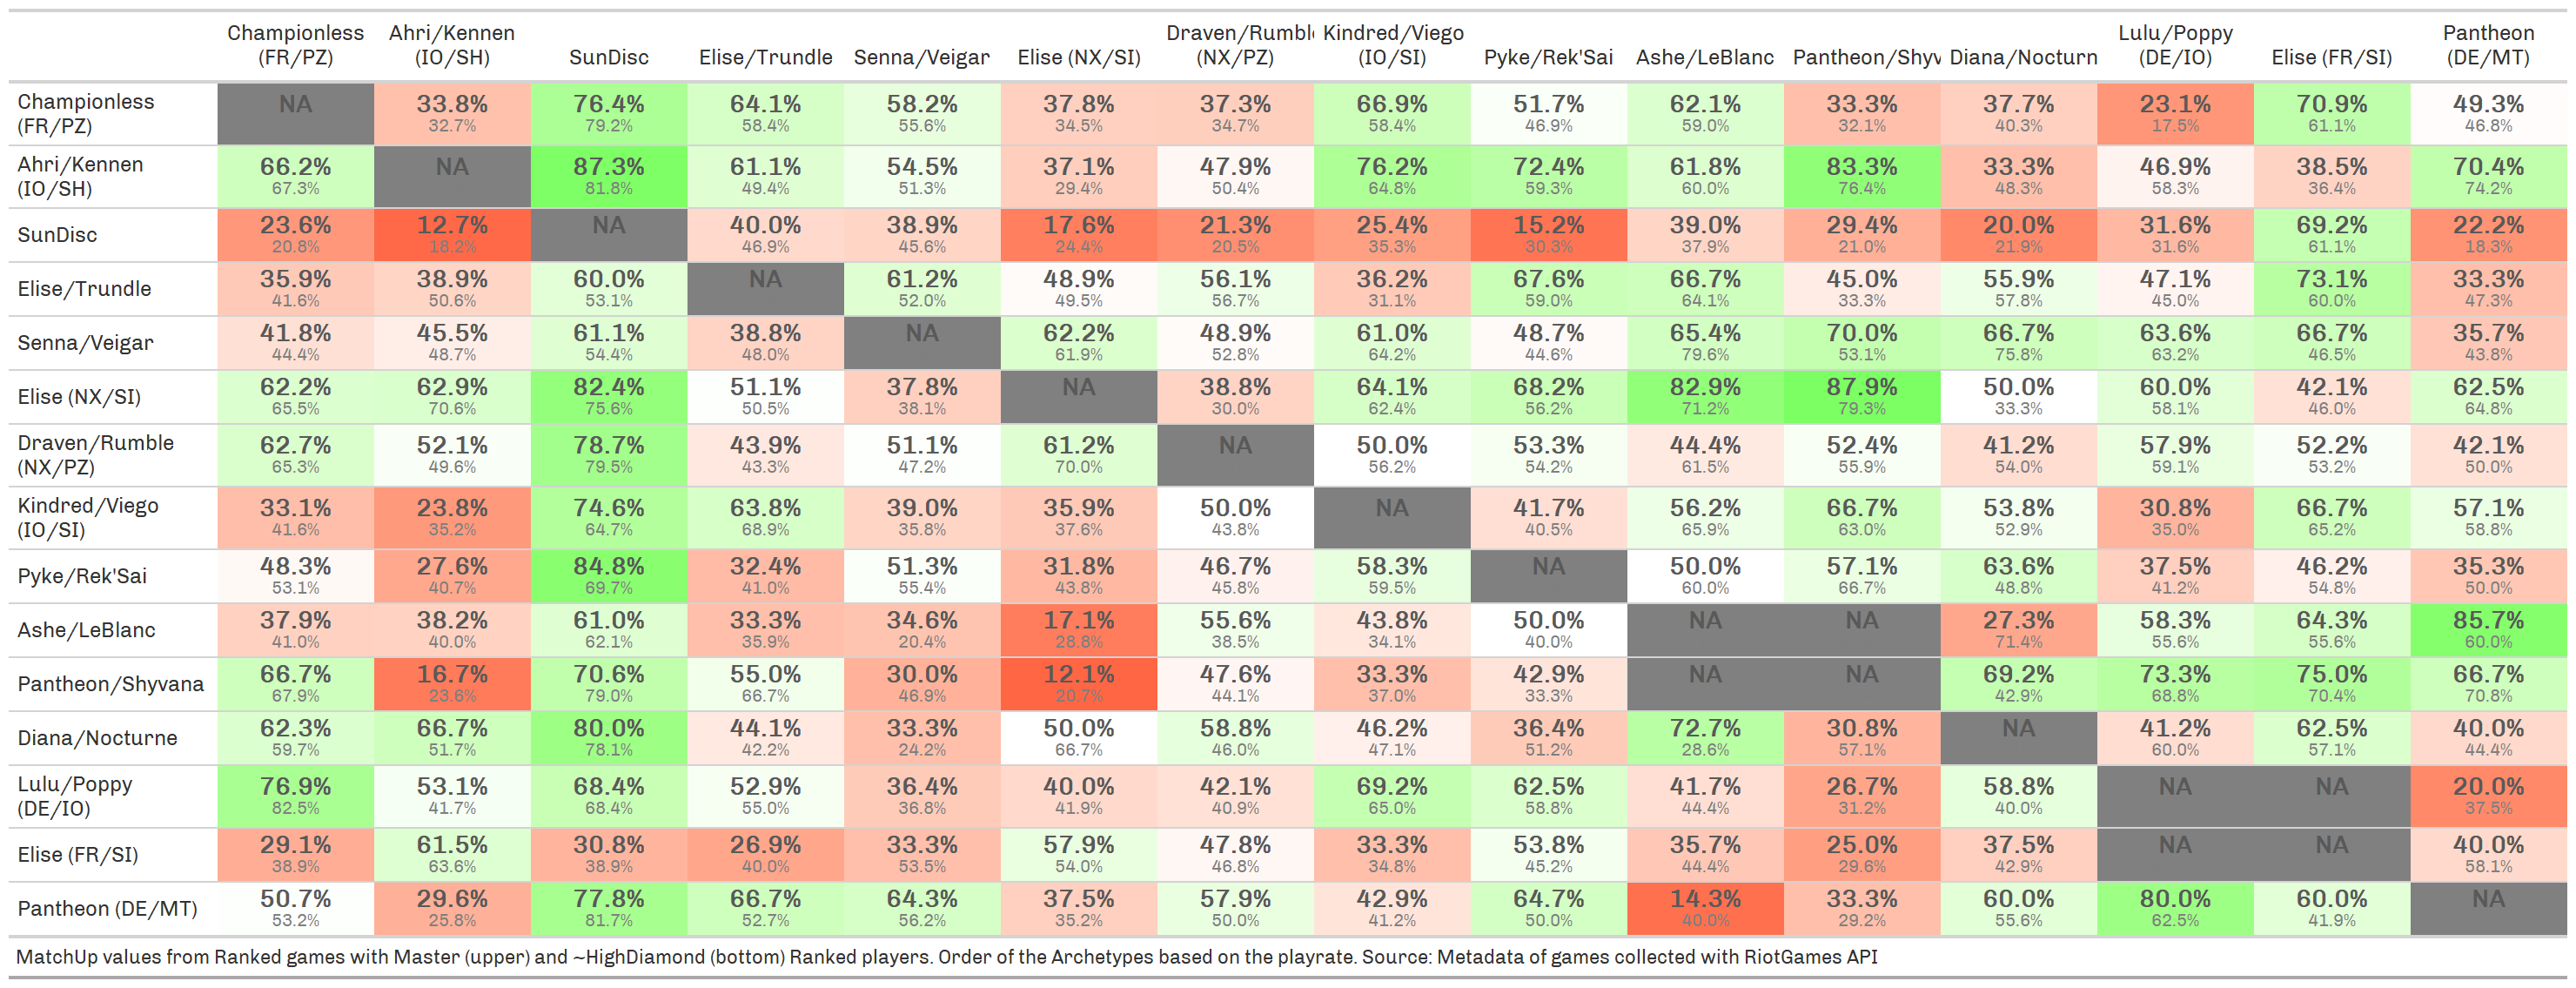 Championless Ahri/Kennen Draven/Rumbl Kindred/Viego Lulu/Poppy Pantheon
(FR/PZ) (IO/SH) SunDisc Elise/Trundle Senna/Veigar Elise (NX/SI) (NX/PZ) (IO/SI) Pyke/Rek'Sai Ashe/LeBlanc Pantheon/Shyv Diana/Nocturn (DE/IO) Elise (FR/SI) (DE/MT)
Championless NA 33.8% 76.4% 64.1% 58.2% 37.8% 37.3% 66.9% 51.7% 62.1% 33.3% 37.7% 23.1% 70.9% 49.3%
(FR/PZ) 32.7% 79.2% 58.4% 55.6% 34.5% 34.7% 58.4% 46.9% 59.0% 32.1% 40.3% 17.5% 61.1% 46.8%
Ahri/Kennen 66.2% NA 87.3% 61.1% 54.5% 37.1% 47.9% 76.2% 72.4% 61.8% 83.3% 33.3% 46.9% 38.5% 70.4%
(IO/SH) 67.3% 81.8% 49.4% 51.3% 29.4% 50.4% 64.8% 59.3% 60.0% 76.4% 48.3% 58.3% 36.4% 74.2%
SunDisc 23.6% 12.7% NA 40.0% 38.9% 17.6% 21.3% 25.4% 15.2% 39.0% 29.4% 20.0% 31.6% 69.2% 22.2%
20.8% 18.2% 46.9% 45.6% 24.4% 20.5% 35.3% 30.3% 37.9% 21.0% 21.9% 31.6% 61.1% 18.3%
Elise/Trundle 35.9% 38.9% 60.0% NA 61.2% 48.9% 56.1% 36.2% 67.6% 66.7% 45.0% 55.9% 47.1% 73.1% 33.3%
41.6% 50.6% 53.1% 52.0% 49.5% 56.7% 31.1% 59.0% 64.1% 33.3% 57.8% 45.0% 60.0% 47.3%
Senna/Veigar 41.8% 45.5% 61.1% 38.8% NA 62.2% 48.9% 61.0% 48.7% 65.4% 70.0% 66.7% 63.6% 66.7% 35.7%
44.4% 48.7% 54.4% 48.0% 61.9% 52.8% 64.2% 44.6% 79.6% 53.1% 75.8% 63.2% 46.5% 43.8%
Elise (NX/SI) 62.2% 62.9% 82.4% 51.1% 37.8% NA 38.8% 64.1% 68.2% 82.9% 87.9% 50.0% 60.0% 42.1% 62.5%
65.5% 70.6% 75.6% 50.5% 38.1% 30.0% 62.4% 56.2% 71.2% 79.3% 33.3% 58.1% 46.0% 64.8%
Draven/Rumble 62.7% 52.1% 78.7% 43.9% 51.1% 61.2% NA 50.0% 53.3% 44.4% 52.4% 41.2% 57.9% 52.2% 42.1%
(NX/PZ) 65.3% 49.6% 79.5% 43.3% 47.2% 70.0% 56.2% 54.2% 61.5% 55.9% 54.0% 59.1% 53.2% 50.0%
Kindred/Viego 33.1% 23.8% 74.6% 63.8% 39.0% 35.9% 50.0% NA 41.7% 56.2% 66.7% 53.8% 30.8% 66.7% 57.1%
(IO/SI) 41.6% 35.2% 64.7% 68.9% 35.8% 37.6% 43.8% 40.5% 65.9% 63.0% 52.9% 35.0% 65.2% 58.8%
Pyke/Rek'Sai 48.3% 27.6% 84.8% 32.4% 51.3% 31.8% 46.7% 58.3% NA 50.0% 57.1% 63.6% 37.5% 46.2% 35.3%
53.1% 40.7% 69.7% 41.0% 55.4% 43.8% 45.8% 59.5% 60.0% 66.7% 48.8% 41.2% 54.8% 50.0%
Ashe/LeBlanc 37.9% 38.2% 61.0% 33.3% 34.6% 17.1% 55.6% 43.8% 50.0% NA NA 27.3% 58.3% 64.3% 85.7%
41.0% 40.0% 62.1% 35.9% 20.4% 28.8% 38.5% 34.1% 40.0% 71.4% 55.6% 55.6% 60.0%
Pantheon/Shyvana 66.7% 16.7% 70.6% 55.0% 30.0% 12.1% 47.6% 33.3% 42.9% NA NA 69.2% 73.3% 75.0% 66.7%
67.9% 23.6% 79.0% 66.7% 46.9% 20.7% 44.1% 37.0% 33.3% 42.9% 68.8% 70.4% 70.8%
Diana/Nocturne 62.3% 66.7% 80.0% 44.1% 33.3% 50.0% 58.8% 46.2% 36.4% 72.7% 30.8% NA 41.2% 62.5% 40.0%
59.7% 51.7% 78.1% 42.2% 24.2% 66.7% 46.0% 47.1% 51.2% 28.6% 57.1% 60.0% 57.1% 44.4%
Lulu/Poppy 76.9% 53.1% 68.4% 52.9% 36.4% 40.0% 42.1% 69.2% 62.5% 41.7% 26.7% 58.8% NA NA 20.0%
(DE/IO) 82.5% 41.7% 68.4% 55.0% 36.8% 41.9% 40.9% 65.0% 58.8% 44.4% 31.2% 40.0% 37.5%
Elise (FR/SI) 29.1% 61.5% 30.8% 26.9% 33.3% 57.9% 47.8% 33.3% 53.8% 35.7% 25.0% 37.5% NA NA 40.0%
38.9% 63.6% 38.9% 40.0% 53.5% 54.0% 46.8% 34.8% 45.2% 44.4% 29.6% 42.9% 58.1%
Pantheon (DE/MT) 50.7% 29.6% 77.8% 66.7% 64.3% 37.5% 57.9% 42.9% 64.7% 14.3% 33.3% 60.0% 80.0% 60.0% NA
53.2% 25.8% 81.7% 52.7% 56.2% 35.2% 50.0% 41.2% 50.0% 40.0% 29.2% 55.6% 62.5% 41.9%
MatchUp values from Ranked games with Master (upper) and ~HighDiamond (bottom) Ranked players. Order of the Archetypes based on the playrate. Source: Metadata of games collected with RiotGames API